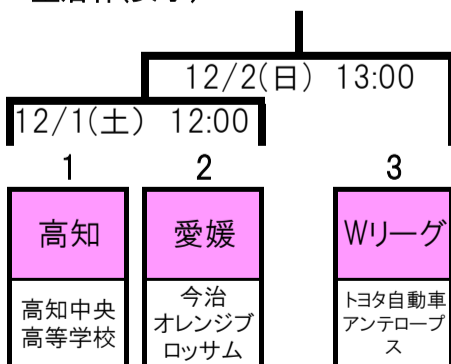 12/2(日) 13:00
12/1(土) 12:00
1
2
3
高知
愛媛
Wリーグ
高知中央
高等学校
今治
オレンジブ
ロッサム
トヨタ自動車
アンテロープ
ス